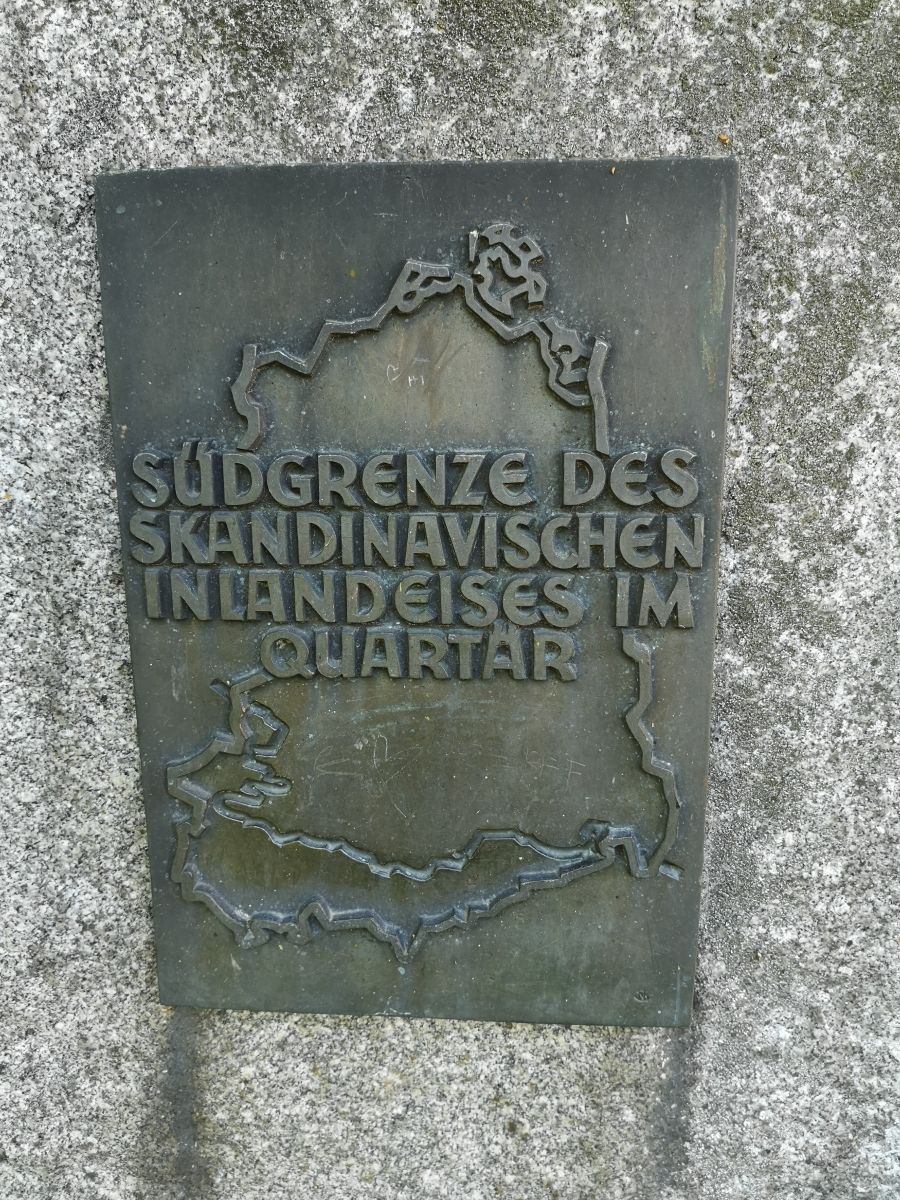 SÜDGRENZE DES
SKANDINAVISCHEN
INLANDEISES IM
QUARTÄR